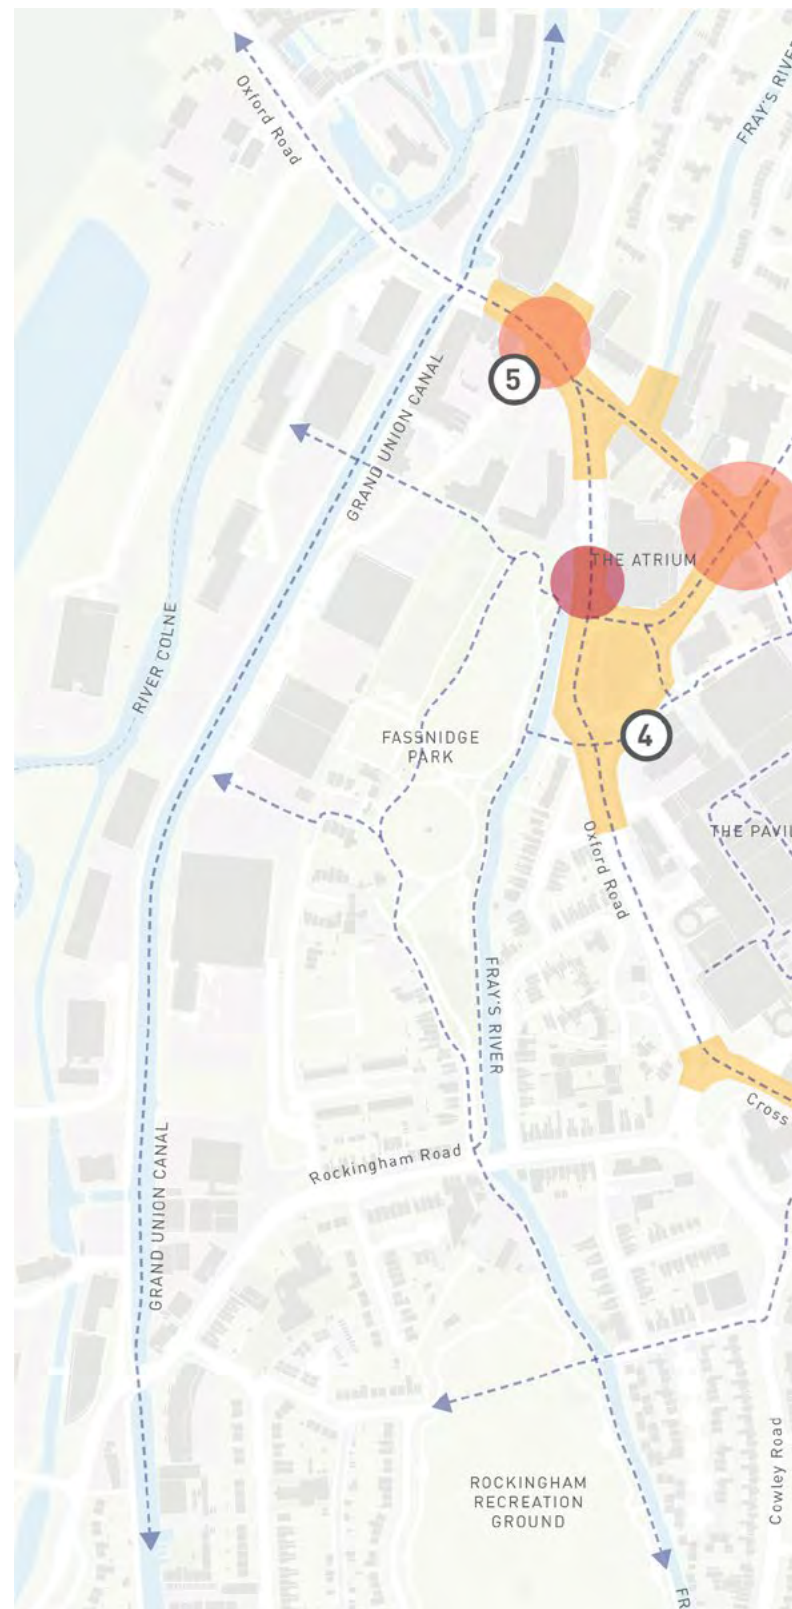 Oxford Road
FRAY'S RIVE
5
GRAND UNION CANAL
THE ATRIUM
RIVER COLNE
4
FASSNIDGE
PARK
Oxford Road
THE PAVIL
FRAY'S RIVER
Cross
Rockingham Road
GRAND UNION CANAL
Cowley Road
ROCKINGHAM
RECREATION
GROUND
FR